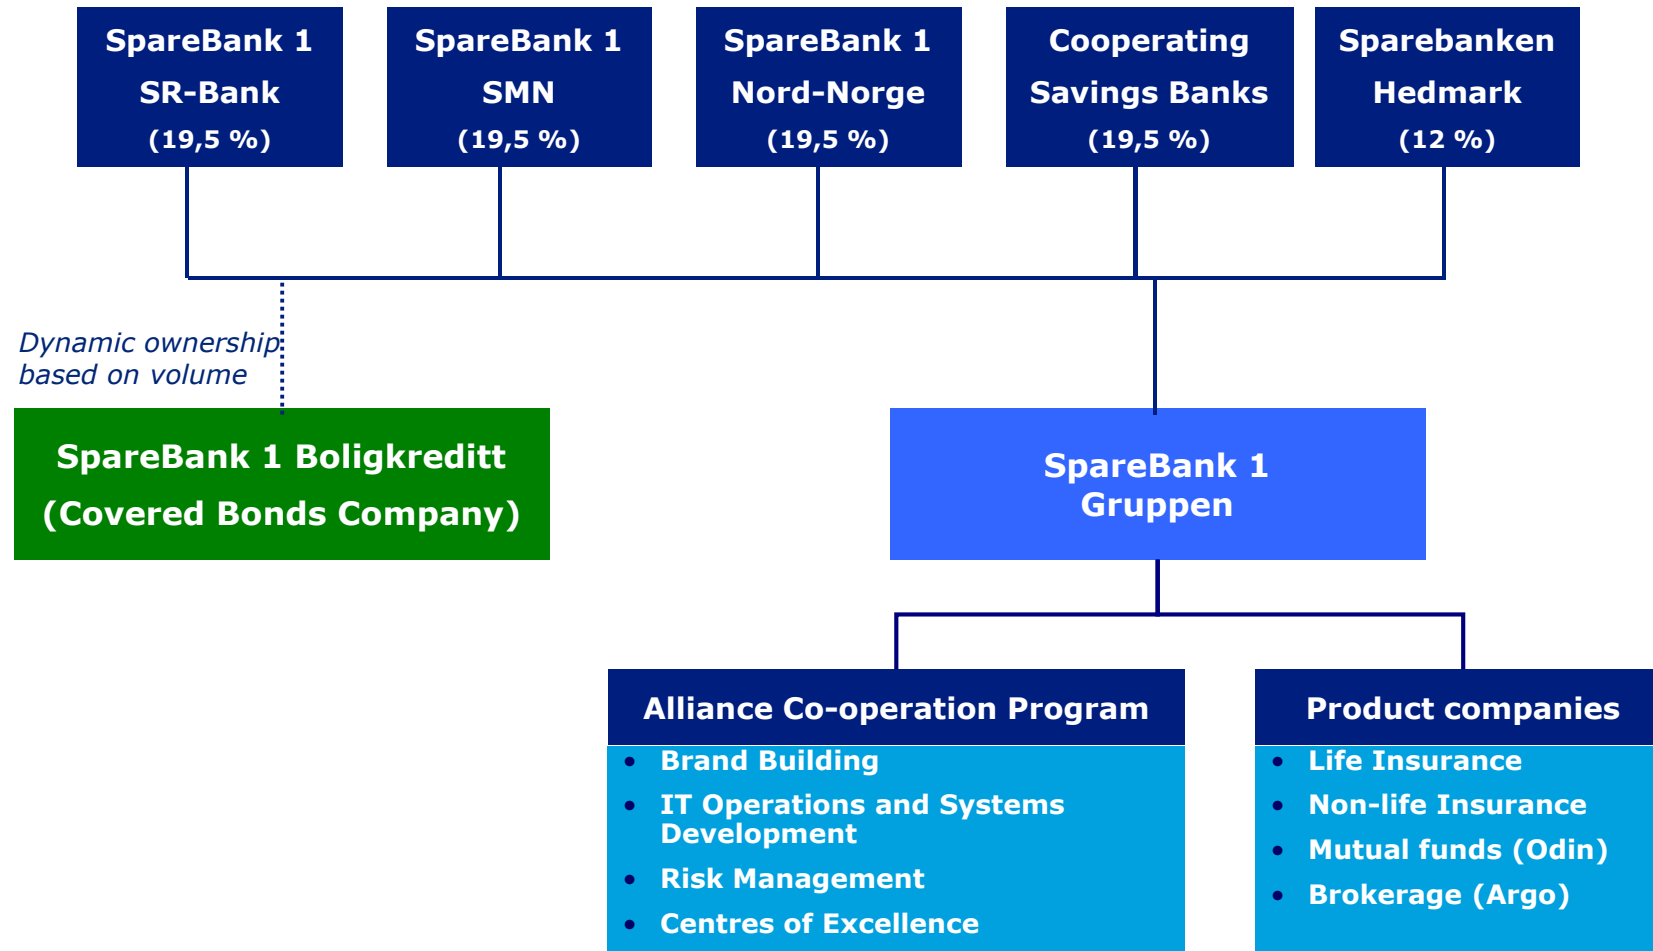 SpareBank 1
SR-Bank
(19,5 %)
SpareBank 1
SMN
(19,5 %)
SpareBank 1
Nord-Norge
(19,5 %)
Cooperating
Savings Banks
(19,5 %)
Sparebanken
Hedmark
(12 %)
Dynamic ownership
based on volume
SpareBank 1 Boligkreditt
(Covered Bonds Company)
SpareBank 1
Gruppen
Alliance Co-operation Program
• Brand Building
• IT Operations and Systems
Development
• Risk Management
• Centres of Excellence
Product companies
• Life Insurance
• Non-life Insurance
• Mutual funds (Odin)
• Brokerage (Argo)